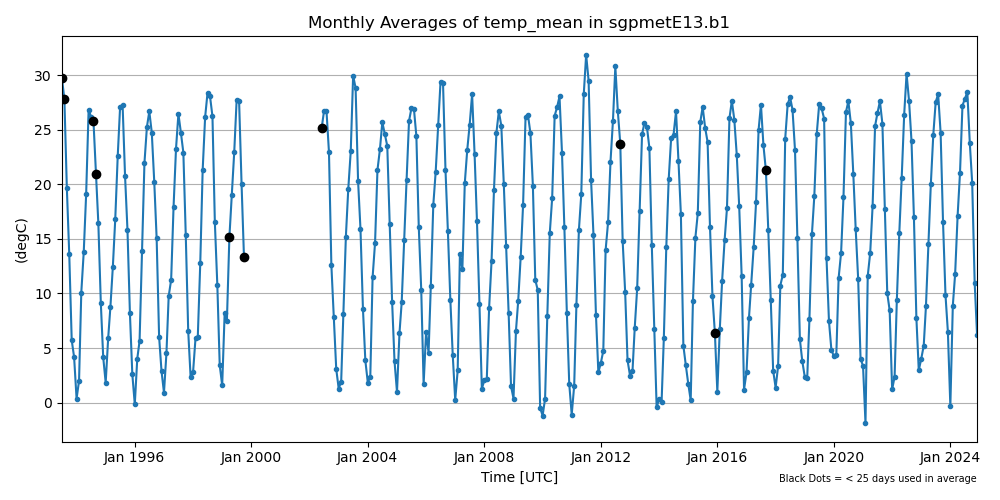 Monthly Averages of temp_mean in sgpmetE13.b1
(degC)
30
25
20
15
10
5
0
Jan 1996
Jan 2000
Jan 2004
Jan 2008
Jan 2012
Jan 2016
Jan 2020
Jan 2024
Time [UTC]
Black Dots = < 25 days used in average